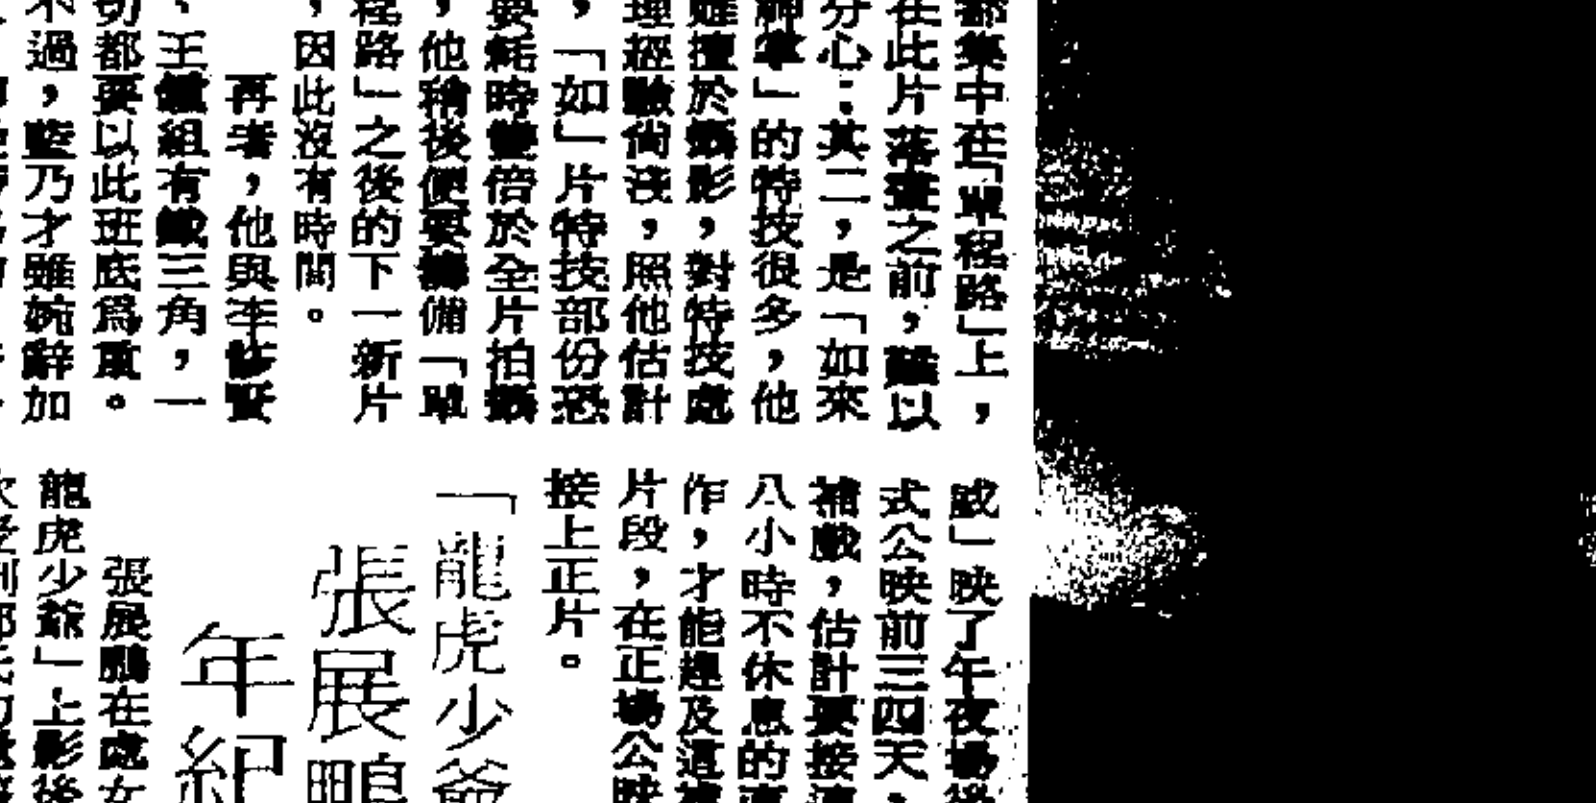 都集中在「單程路」上，
在此片落畫之前，難以
分心；其二，是「如來
神掌」的特技很多，他
雖擅於攝影，對特技處
理經驗尚淺，照他估計
，「如」片特技部份恐
要耗時雙倍於全片拍攝
，他稍後便要籌備「單
程路」之後的下一新片
，因此沒有時間。
再者，他與李修賢
、王組有鐵三角，一
切都要以此班底爲重。
不過，藍乃才雖婉辭加
戲」映了午夜場後
式公映前三四天，
補戲，估計要接連
八小時不休息的
作，才能趕及這
片段，在正場公映
接上正片。
「龍虎少爺
張展鵬
年紀
張展鵬在處女
龍虎少爺」上影後